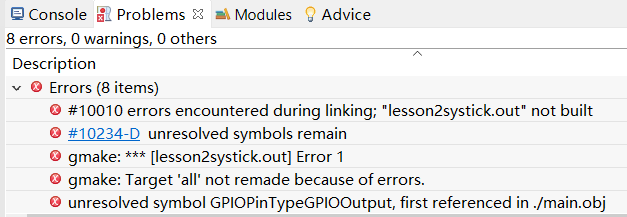 Console Problems Modules Advice
8 errors, 0 warnings, 0 others
Description
Errors (8 items)
#10010 errors encountered during linking; "lesson2systick.out" not built
#10234-D unresolved symbols remain
gmake: *** [lesson2systick.out] Error 1
gmake: Target 'all' not remade because of errors.
unresolved symbol GPIOPinTypeGPIOOutput, first referenced in ./main.obj